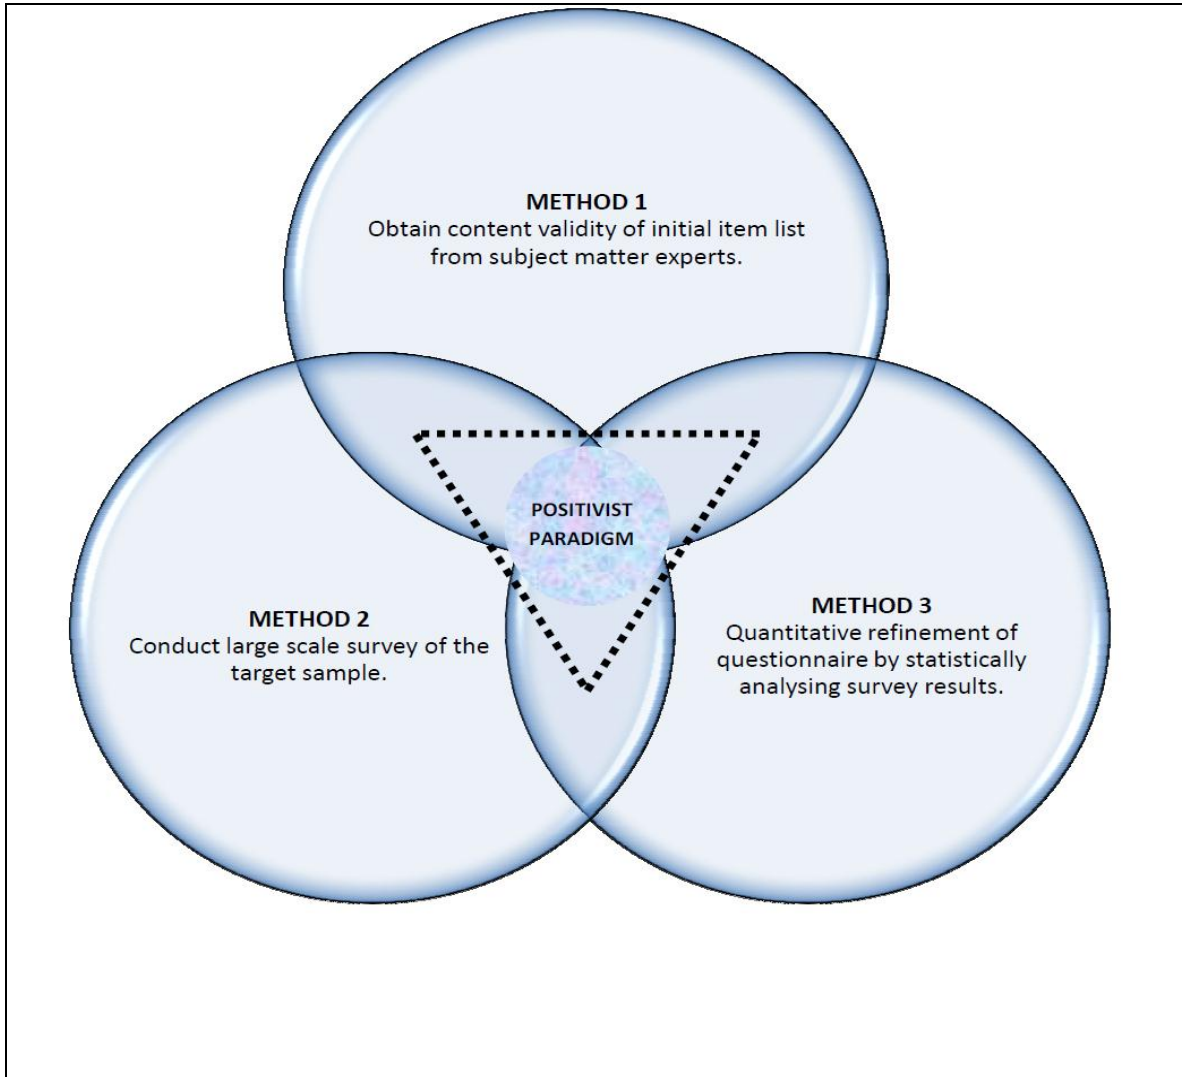 METHOD 1
Obtain content validity of initial item list
from subject matter experts.
POSITIVIST
PARADIGM
METHOD 2
Conduct large scale survey of the
target sample.
METHOD 3
Quantitative refinement of
questionnaire by statistically
analysing survey results.